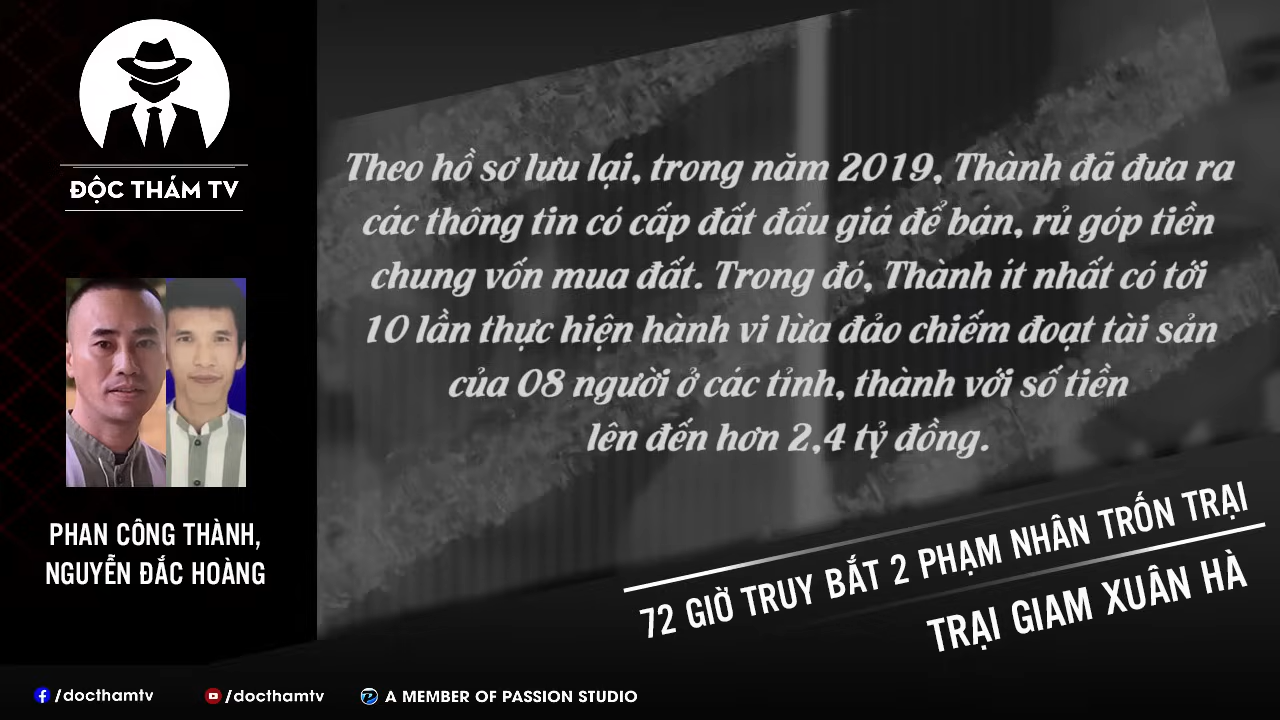 ĐỘC THÁM TV
Theo hồ sơ lưu lại, trong năm 2019, Thành đã đưa ra
các thông tin có cấp đất đấu giá để bán, rủ góp tiền
chung vốn mua đất. Trong đó, Thành ít nhất có tới
10 lần thực hiện hành vi lừa đảo chiếm đoạt tài sản
của 08 người ở các tỉnh, thành với số tiền
lên đến hơn 2,4 tỷ đồng.
PHAN CÔNG THÀNH,
NGUYỄN ĐẮC HOÀNG
72 GIỜ TRUY BẮT 2 PHẠM NHÂN TRỐN TRẠI
TRẠI GIAM XUÂN HÀ
/docthamtv
/docthamtv
A MEMBER OF PASSION STUDIO